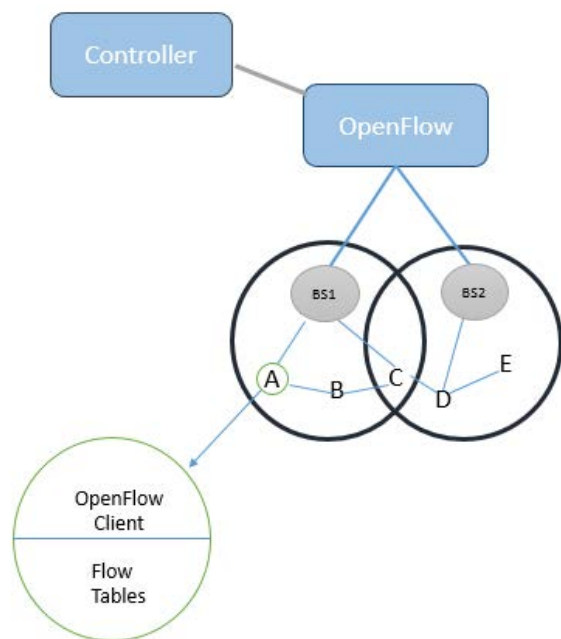 Controller
OpenFlow
BS1
BS2
A
B
C
D
E
OpenFlow
Client
Flow
Tables